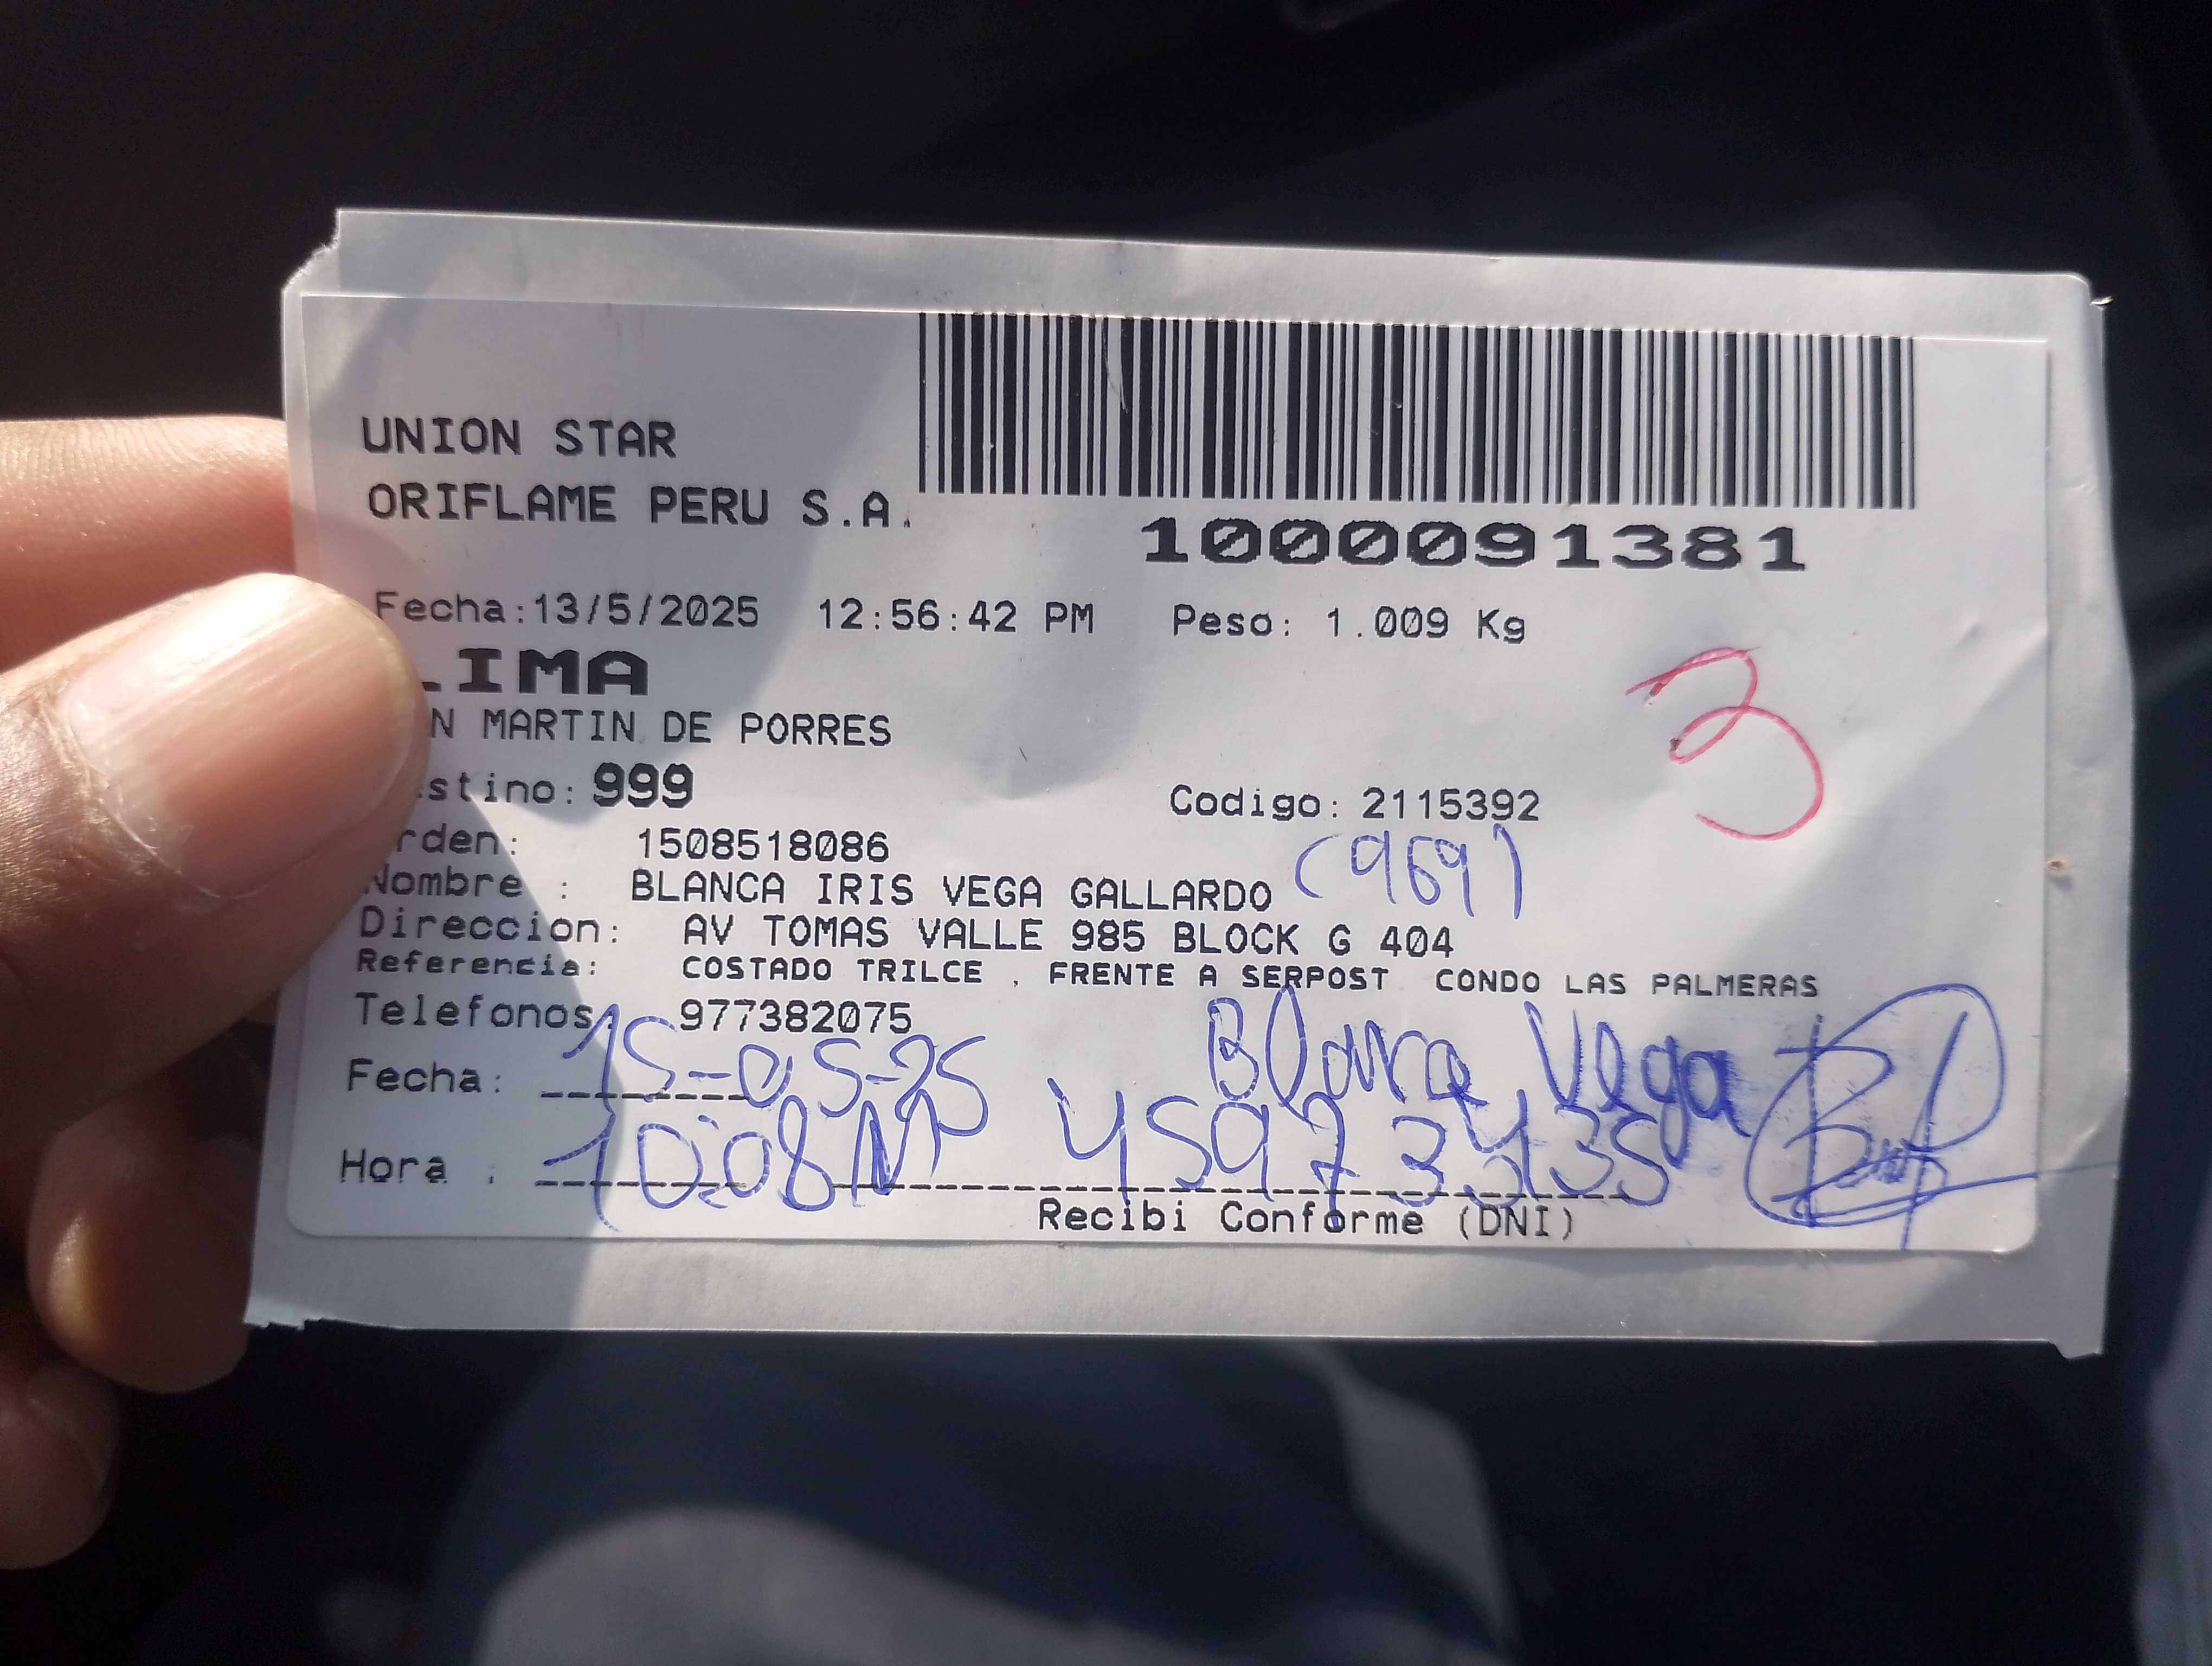 UNION STAR
ORIFLAME PERU S.A.
1000091381
Fecha:13/5/2025 12:56:42 PM Peso: 1.009 Kg
LIMA
N MARTIN DE PORRES
3
stino: 999 Codigo: 2115392
rden: 1508518086
Nombre : BLANCA IRIS VEGA GALLARDO (969)
Direccion: AV TOMAS VALLE 985 BLOCK G 404
Referencia: COSTADO TRILCE , FRENTE A SERPOST CONDO LAS PALMERAS
Telefonos: 977382075
Blanca Vega
Fecha: 15-05-25
Hora : 10:08 45973435
Recibi Conforme (DNI)